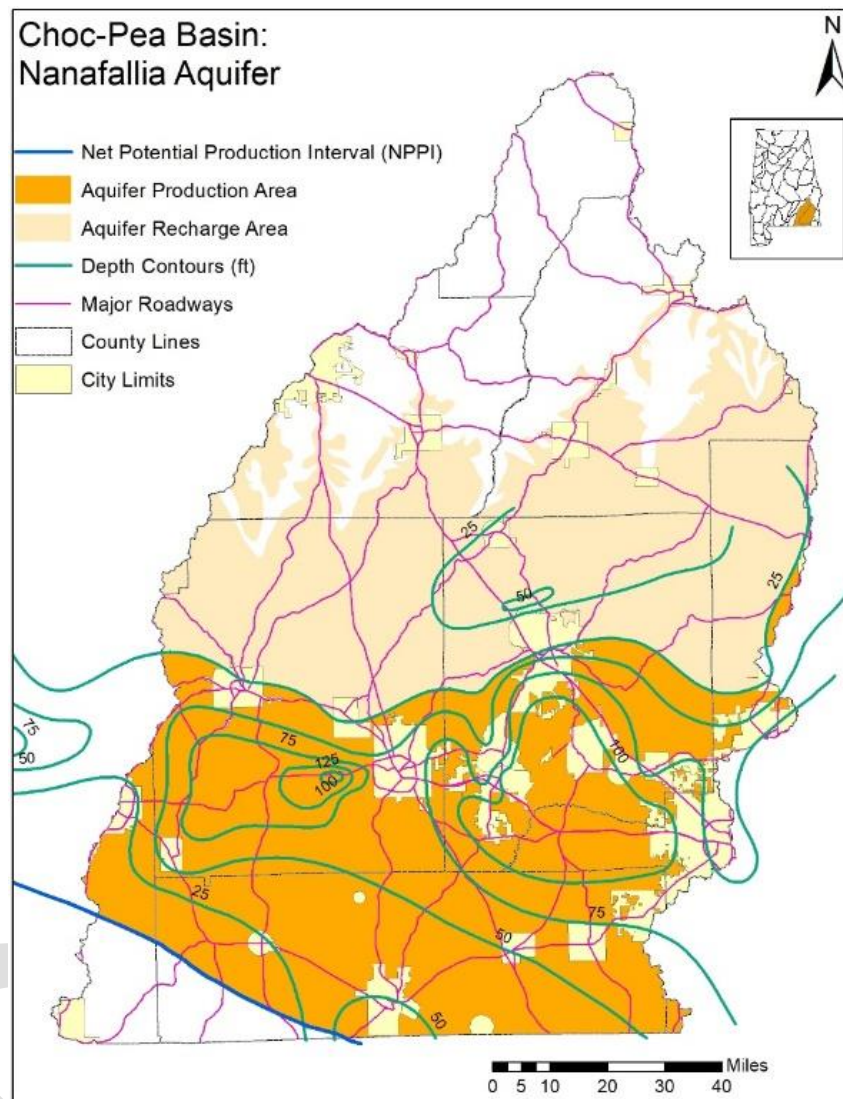 Choc-Pea Basin:
Nanafallia Aquifer
N
Net Potential Production Interval (NPPI)
Aquifer Production Area
Aquifer Recharge Area
Depth Contours (ft)
Major Roadways
County Lines
City Limits
25
50
25
75
50
75
125
100
100
25
50
75
50
Miles
0 5 10 20 30 40